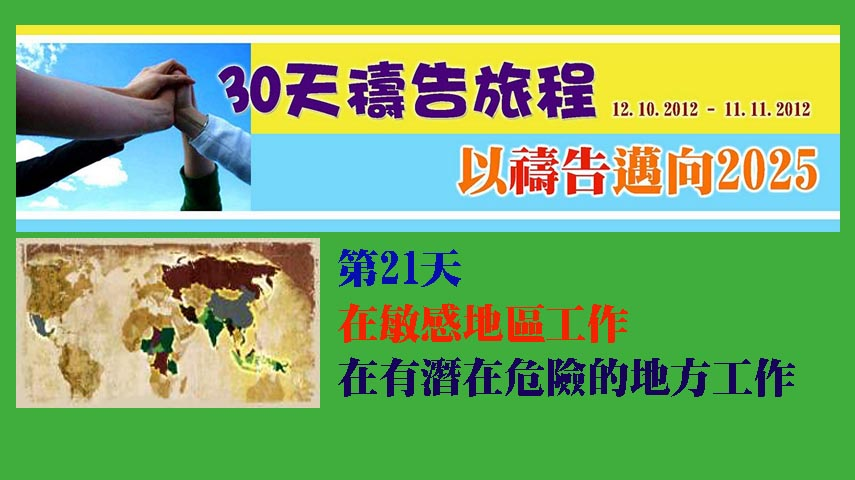 30天禱告旅程 12.10.2012 - 11.11.2012
以禱告邁向2025
第21天
在敏感地區工作
在有潛在危險的地方工作